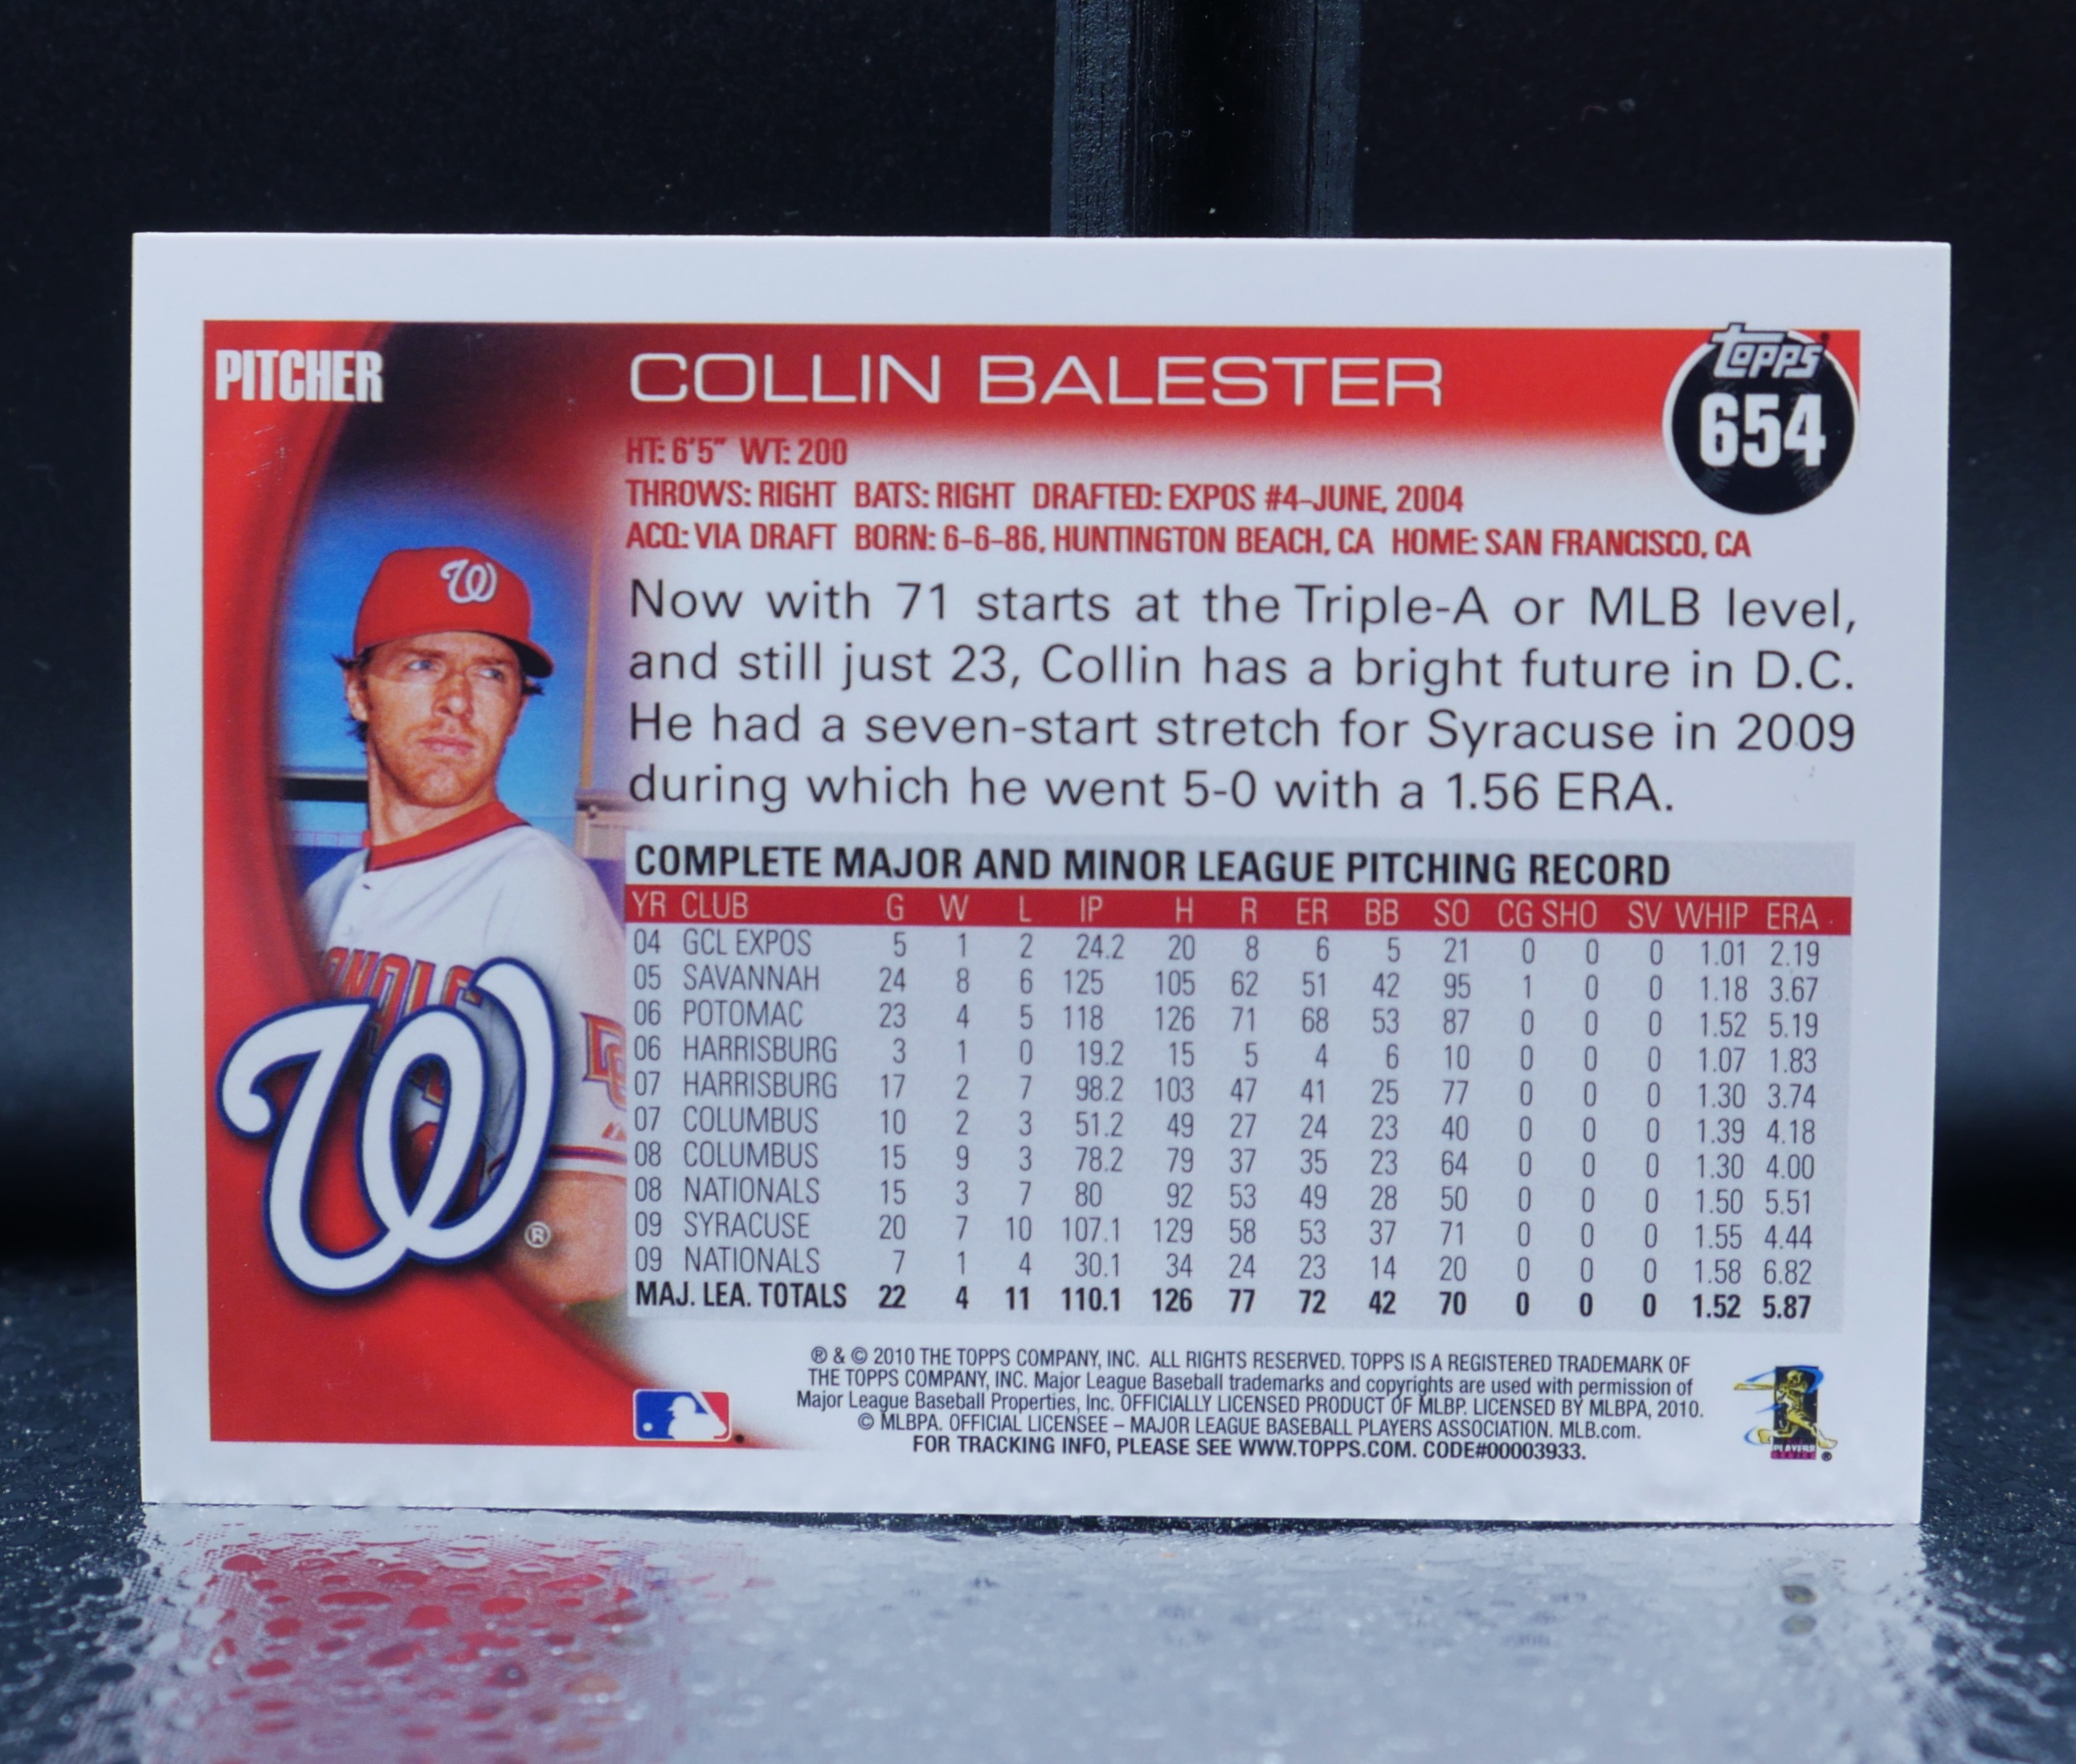 PITCHER
COLLIN BALESTER
TOPPS
654
HT: 6'5" WT: 200
THROWS: RIGHT BATS: RIGHT DRAFTED: EXPOS #4–JUNE, 2004
ACQ: VIA DRAFT BORN: 6-6-86, HUNTINGTON BEACH, CA HOME: SAN FRANCISCO, CA
Now with 71 starts at the Triple-A or MLB level,
and still just 23, Collin has a bright future in D.C.
He had a seven-start stretch for Syracuse in 2009
during which he went 5-0 with a 1.56 ERA.
COMPLETE MAJOR AND MINOR LEAGUE PITCHING RECORD
YR CLUB G W L IP H R ER BB SO CG SHO SV WHIP ERA
04 GCL EXPOS 5 1 2 24.2 20 8 6 5 21 0 0 0 1.01 2.19
05 SAVANNAH 24 8 6 125 105 62 51 42 95 1 0 0 1.18 3.67
06 POTOMAC 23 4 5 118 126 71 68 53 87 0 0 0 1.52 5.19
06 HARRISBURG 3 1 0 19.2 15 5 4 6 10 0 0 0 1.07 1.83
07 HARRISBURG 17 2 7 98.2 103 47 41 25 77 0 0 0 1.30 3.74
07 COLUMBUS 10 2 3 51.2 49 27 24 23 40 0 0 0 1.39 4.18
08 COLUMBUS 15 9 3 78.2 79 37 35 23 64 0 0 0 1.30 4.00
08 NATIONALS 15 3 7 80 92 53 49 28 50 0 0 0 1.50 5.51
09 SYRACUSE 20 7 10 107.1 129 58 53 37 71 0 0 0 1.55 4.44
09 NATIONALS 7 1 4 30.1 34 24 23 14 20 0 0 0 1.58 6.82
MAJ. LEA. TOTALS 22 4 11 110.1 126 77 72 42 70 0 0 0 1.52 5.87
W
W ®
® & © 2010 THE TOPPS COMPANY, INC. ALL RIGHTS RESERVED. TOPPS IS A REGISTERED TRADEMARK OF
THE TOPPS COMPANY, INC. Major League Baseball trademarks and copyrights are used with permission of
Major League Baseball Properties, Inc. OFFICIALLY LICENSED PRODUCT OF MLBP. LICENSED BY MLBPA, 2010.
© MLBPA. OFFICIAL LICENSEE – MAJOR LEAGUE BASEBALL PLAYERS ASSOCIATION. MLB.com.
FOR TRACKING INFO, PLEASE SEE WWW.TOPPS.COM. CODE#00003933.
PLAYERS
CHOICE ®